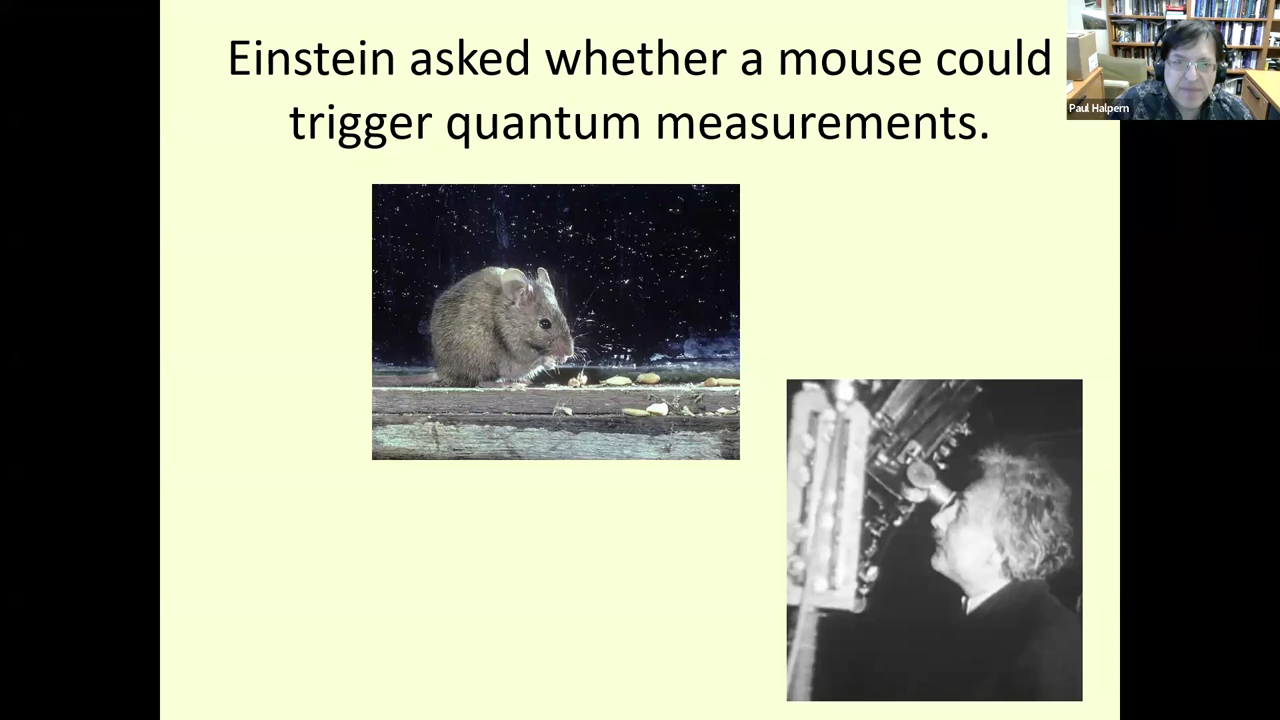 Einstein asked whether a mouse could
trigger quantum measurements.
Paul Halpern